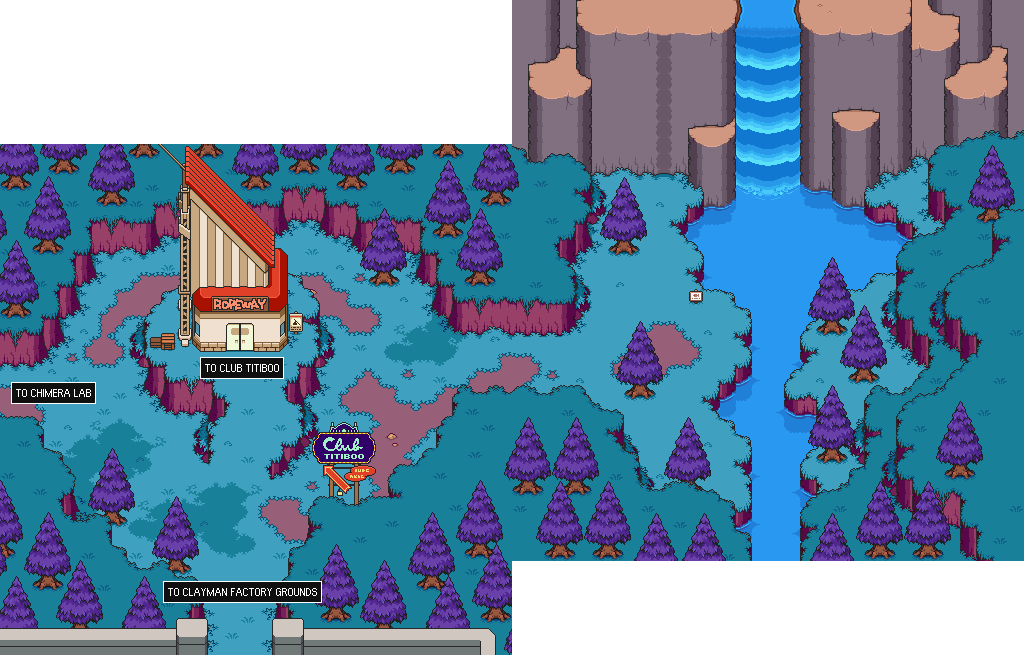 ROPEWAY
TO CLUB TITIBOO
TO CHIMERA LAB
Club
TITIBOO
TO CLAYMAN FACTORY GROUNDS